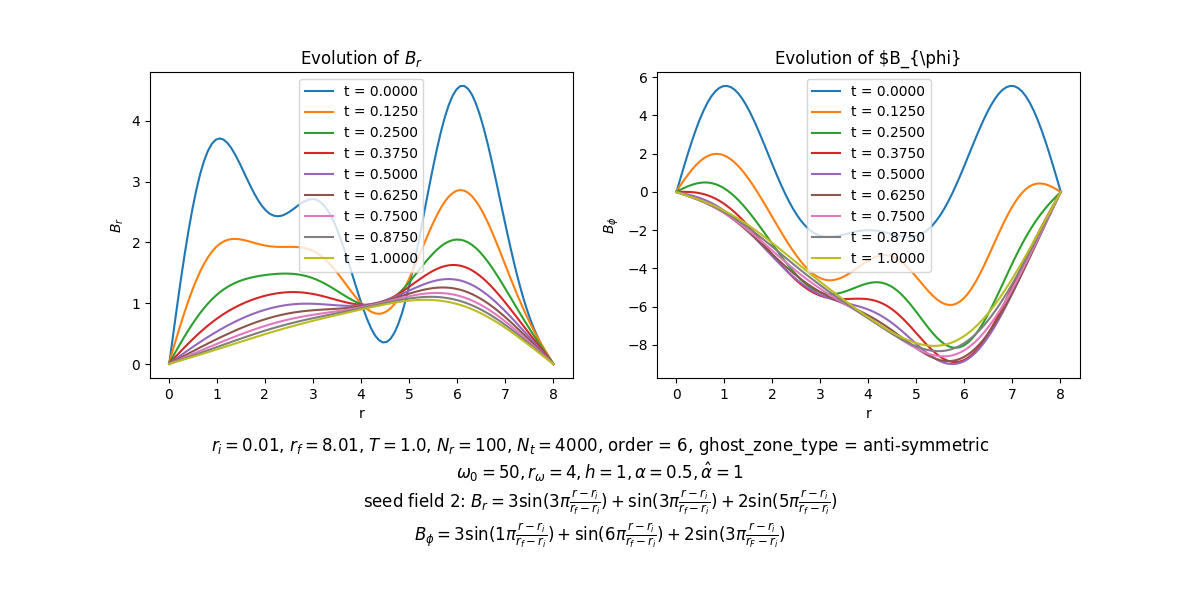 Evolution of B_r
Evolution of $B_{\phi}
t = 0.0000
t = 0.1250
t = 0.2500
t = 0.3750
t = 0.5000
t = 0.6250
t = 0.7500
t = 0.8750
t = 1.0000
B_r
4
3
2
1
0
0 1 2 3 4 5 6 7 8
r
t = 0.0000
t = 0.1250
t = 0.2500
t = 0.3750
t = 0.5000
t = 0.6250
t = 0.7500
t = 0.8750
t = 1.0000
B_ϕ
6
4
2
0
−2
−4
−6
−8
0 1 2 3 4 5 6 7 8
r
r_i = 0.01, r_f = 8.01, T = 1.0, N_r = 100, N_t = 4000, order = 6, ghost_zone_type = anti-symmetric
ω_0 = 50, r_ω = 4, h = 1, α = 0.5, α̂ = 1
seed field 2: B_r = 3sin(3π (r−r_i)/(r_f−r_i)) + sin(3π (r−r_i)/(r_f−r_i)) + 2sin(5π (r−r_i)/(r_f−r_i))
B_ϕ = 3sin(1π (r−r_i)/(r_f−r_i)) + sin(6π (r−r_i)/(r_f−r_i)) + 2sin(3π (r−r_i)/(r_F−r_i))